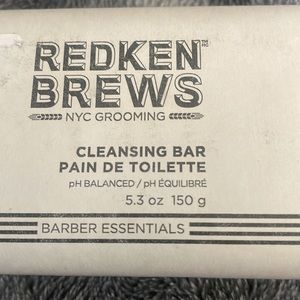 REDKEN™
BREWS
NYC GROOMING
CLEANSING BAR
PAIN DE TOILETTE
pH BALANCED / pH ÉQUILIBRÉ
5.3 oz 150 g
BARBER ESSENTIALS